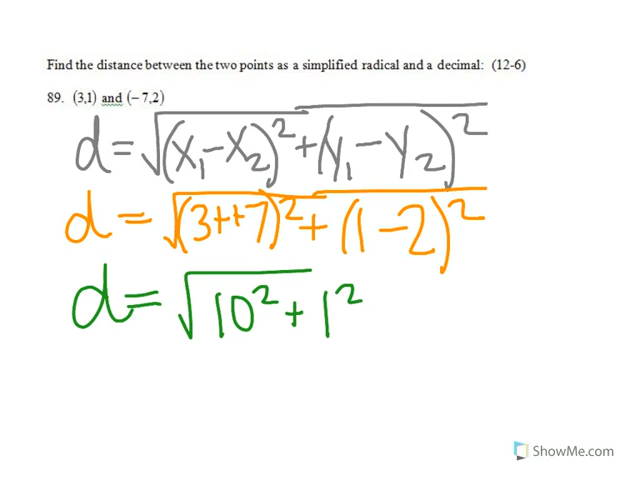 Find the distance between the two points as a simplified radical and a decimal: (12-6)
89. (3,1) and (−7,2)
d=√(x₁−x₂)²+(y₁−y₂)²
d=√(3++7)²+(1−2)²
d=√10²+1²
ShowMe.com